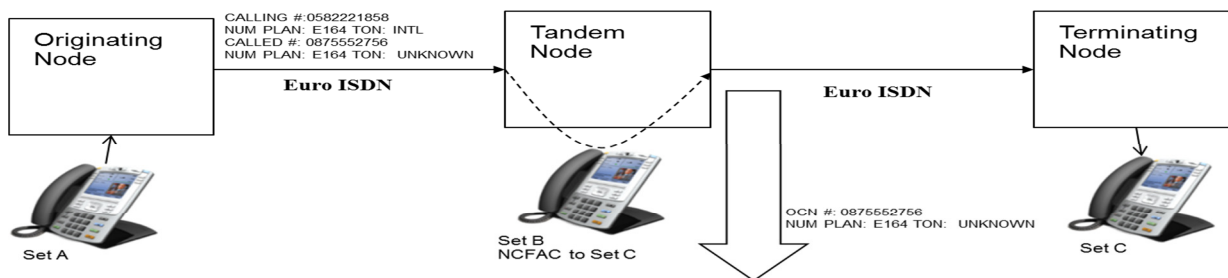 Originating
Node
CALLING #:0582221858
NUM PLAN: E164 TON: INTL
CALLED #: 0875552756
NUM PLAN: E164 TON: UNKNOWN
Euro ISDN
Tandem
Node
Euro ISDN
Terminating
Node
OCN #: 0875552756
NUM PLAN: E164 TON: UNKNOWN
Set A
Set B
NCFAC to Set C
Set C